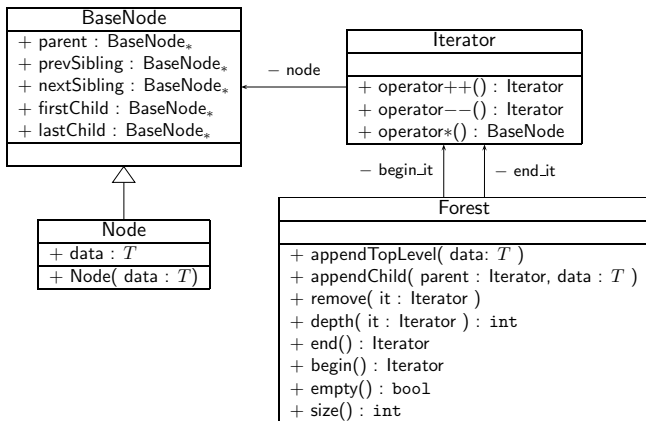 BaseNode
+ parent : BaseNode*
+ prevSibling : BaseNode*
+ nextSibling : BaseNode*
+ firstChild : BaseNode*
+ lastChild : BaseNode*
− node
Iterator
+ operator++() : Iterator
+ operator−−() : Iterator
+ operator*() : BaseNode
− begin_it
− end_it
Node
+ data : T
+ Node( data : T)
Forest
+ appendTopLevel( data: T )
+ appendChild( parent : Iterator, data : T )
+ remove( it : Iterator )
+ depth( it : Iterator ) : int
+ end() : Iterator
+ begin() : Iterator
+ empty() : bool
+ size() : int